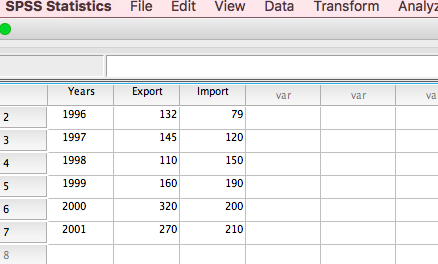 SPSS Statistics File Edit View Data Transform Analyz
Years Export Import var var va
2 1996 132 79
3 1997 145 120
4 1998 110 150
5 1999 160 190
6 2000 320 200
7 2001 270 210
8